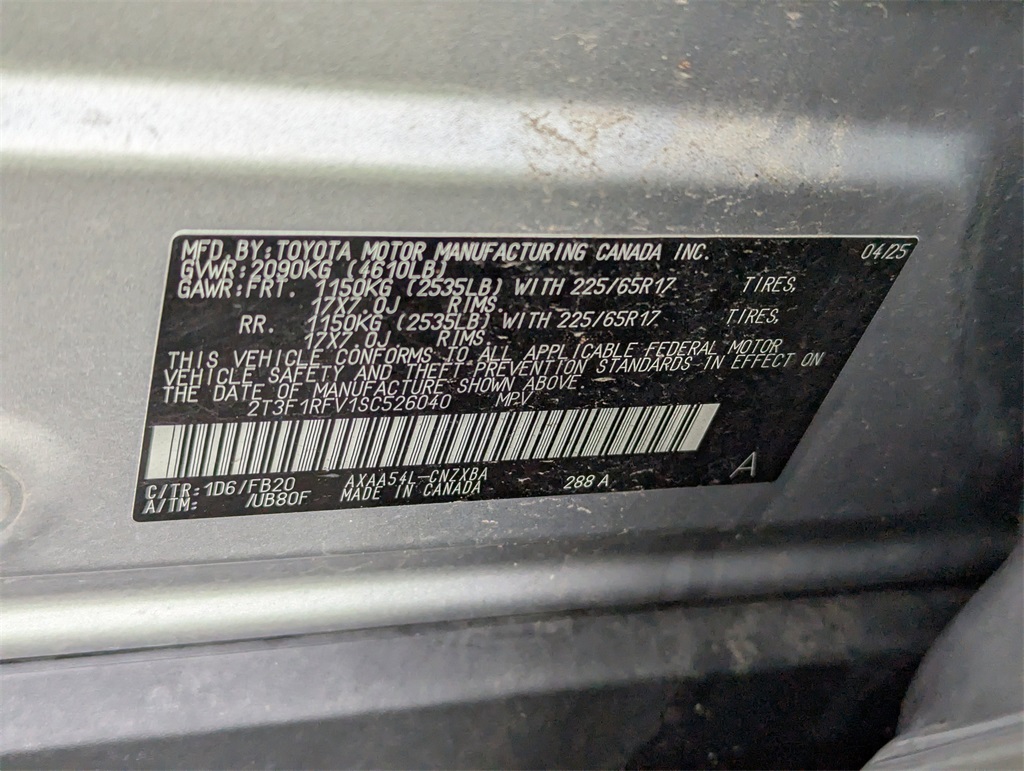 MFD. BY: TOYOTA MOTOR MANUFACTURING CANADA INC. 04/25
GVWR: 2090KG (4610LB)
GAWR: FRT. 1150KG (2535LB) WITH 225/65R17 TIRES,
17X7.0J RIMS.
RR. 1150KG (2535LB) WITH 225/65R17 TIRES,
17X7.0J RIMS.
THIS VEHICLE CONFORMS TO ALL APPLICABLE FEDERAL MOTOR
VEHICLE SAFETY AND THEFT PREVENTION STANDARDS IN EFFECT ON
THE DATE OF MANUFACTURE SHOWN ABOVE.
2T3F1RFV1SC526040 MPV
C/TR: 1D6/FB20 AXAA54L-CNZXBA 288 A A
A/TM: /UB80F MADE IN CANADA